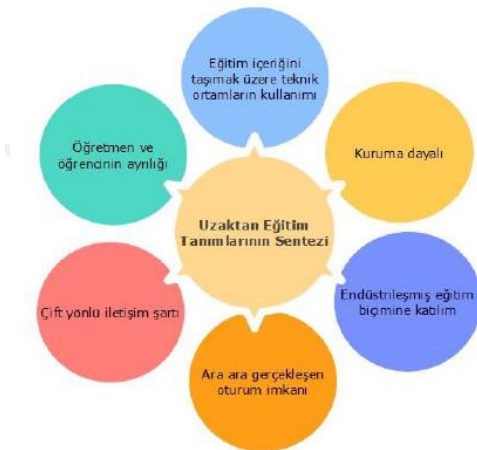 Eğitim içeriğini
taşımak üzere teknik
ortamların kullanımı
Öğretmen ve
öğrencinin ayrılığı
Kuruma dayalı
Uzaktan Eğitim
Tanımlarının Sentezi
Çift yönlü iletişim şartı
Endüstrileşmiş eğitim
biçimine katılım
Ara ara gerçekleşen
oturum imkanı